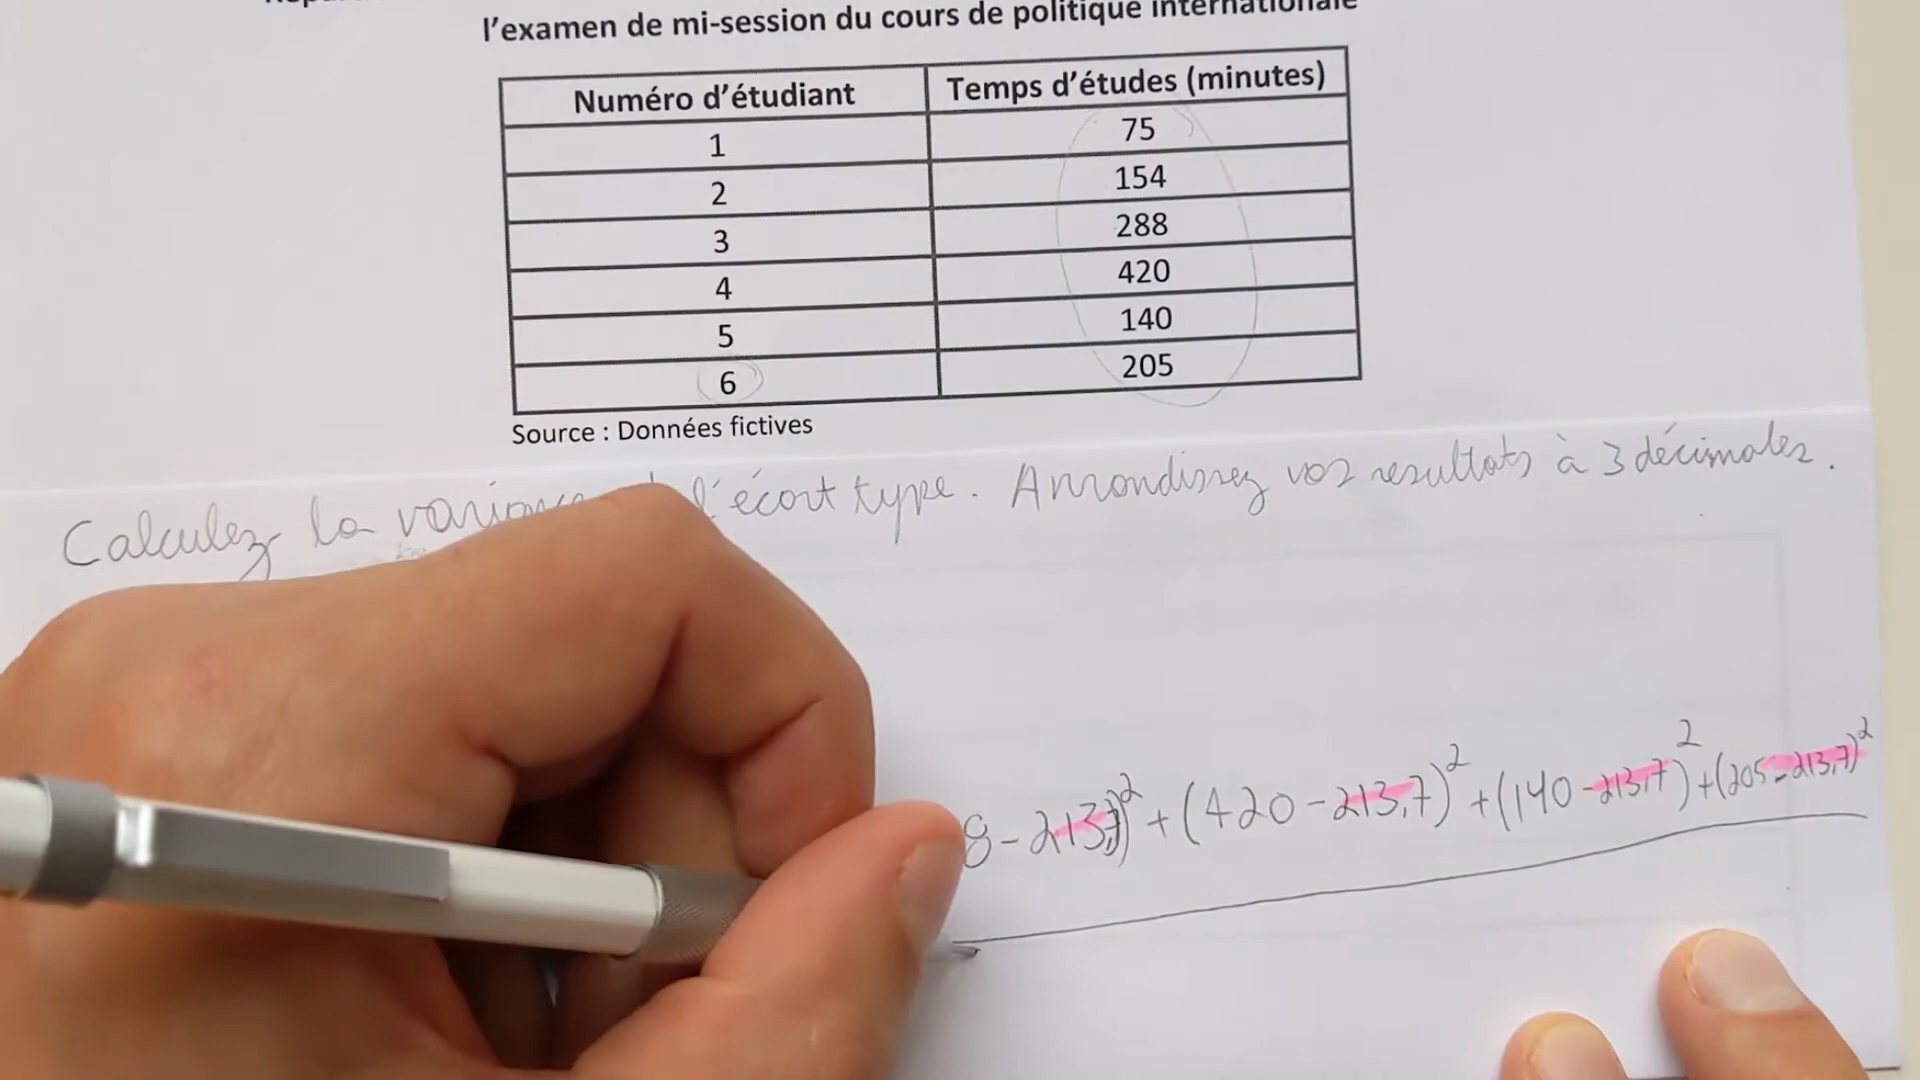 l'examen de mi-session du cours de politique internationale
Numéro d'étudiant Temps d'études (minutes)
1 75
2 154
3 288
4 420
5 140
6 205
Source : Données fictives
Calculez la l'écart type. Arrondissez vos resultats à 3 décimales.
8-213,7)²+(420-213,7)²+(140-213,7)²+(205-213,7)²